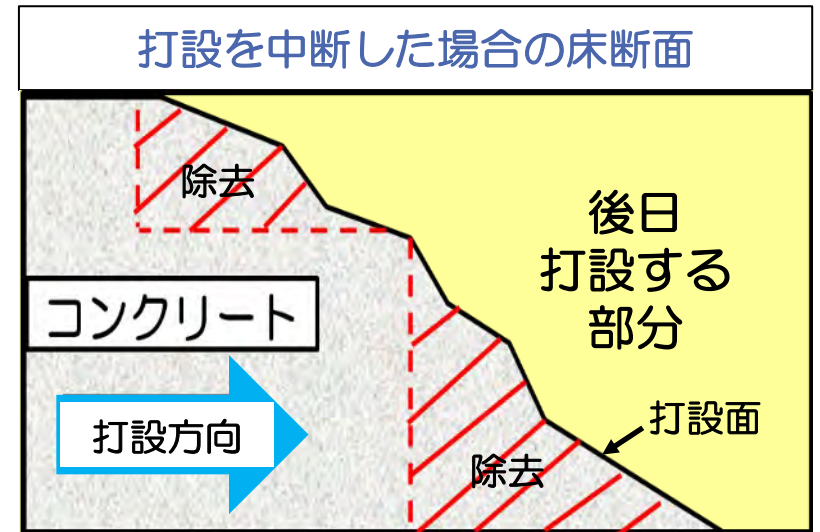 打設を中断した場合の床断面
除去
後日
打設する
部分
コンクリート
打設方向
打設面
除去